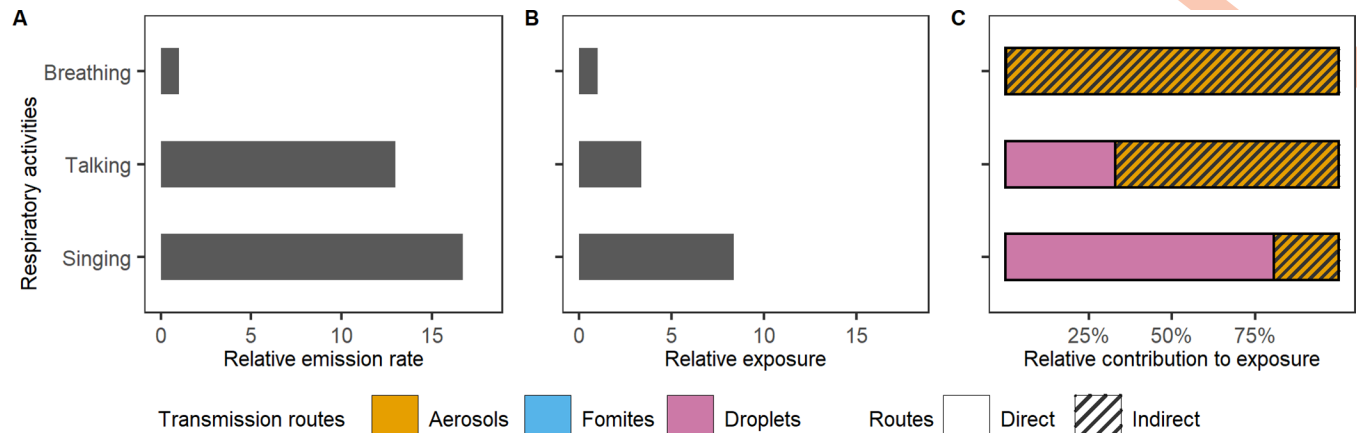 A
B
C
Respiratory activities
Breathing
Talking
Singing
0 5 10 15
Relative emission rate
0 5 10 15
Relative exposure
25% 50% 75%
Relative contribution to exposure
Transmission routes Aerosols Fomites Droplets Routes Direct Indirect